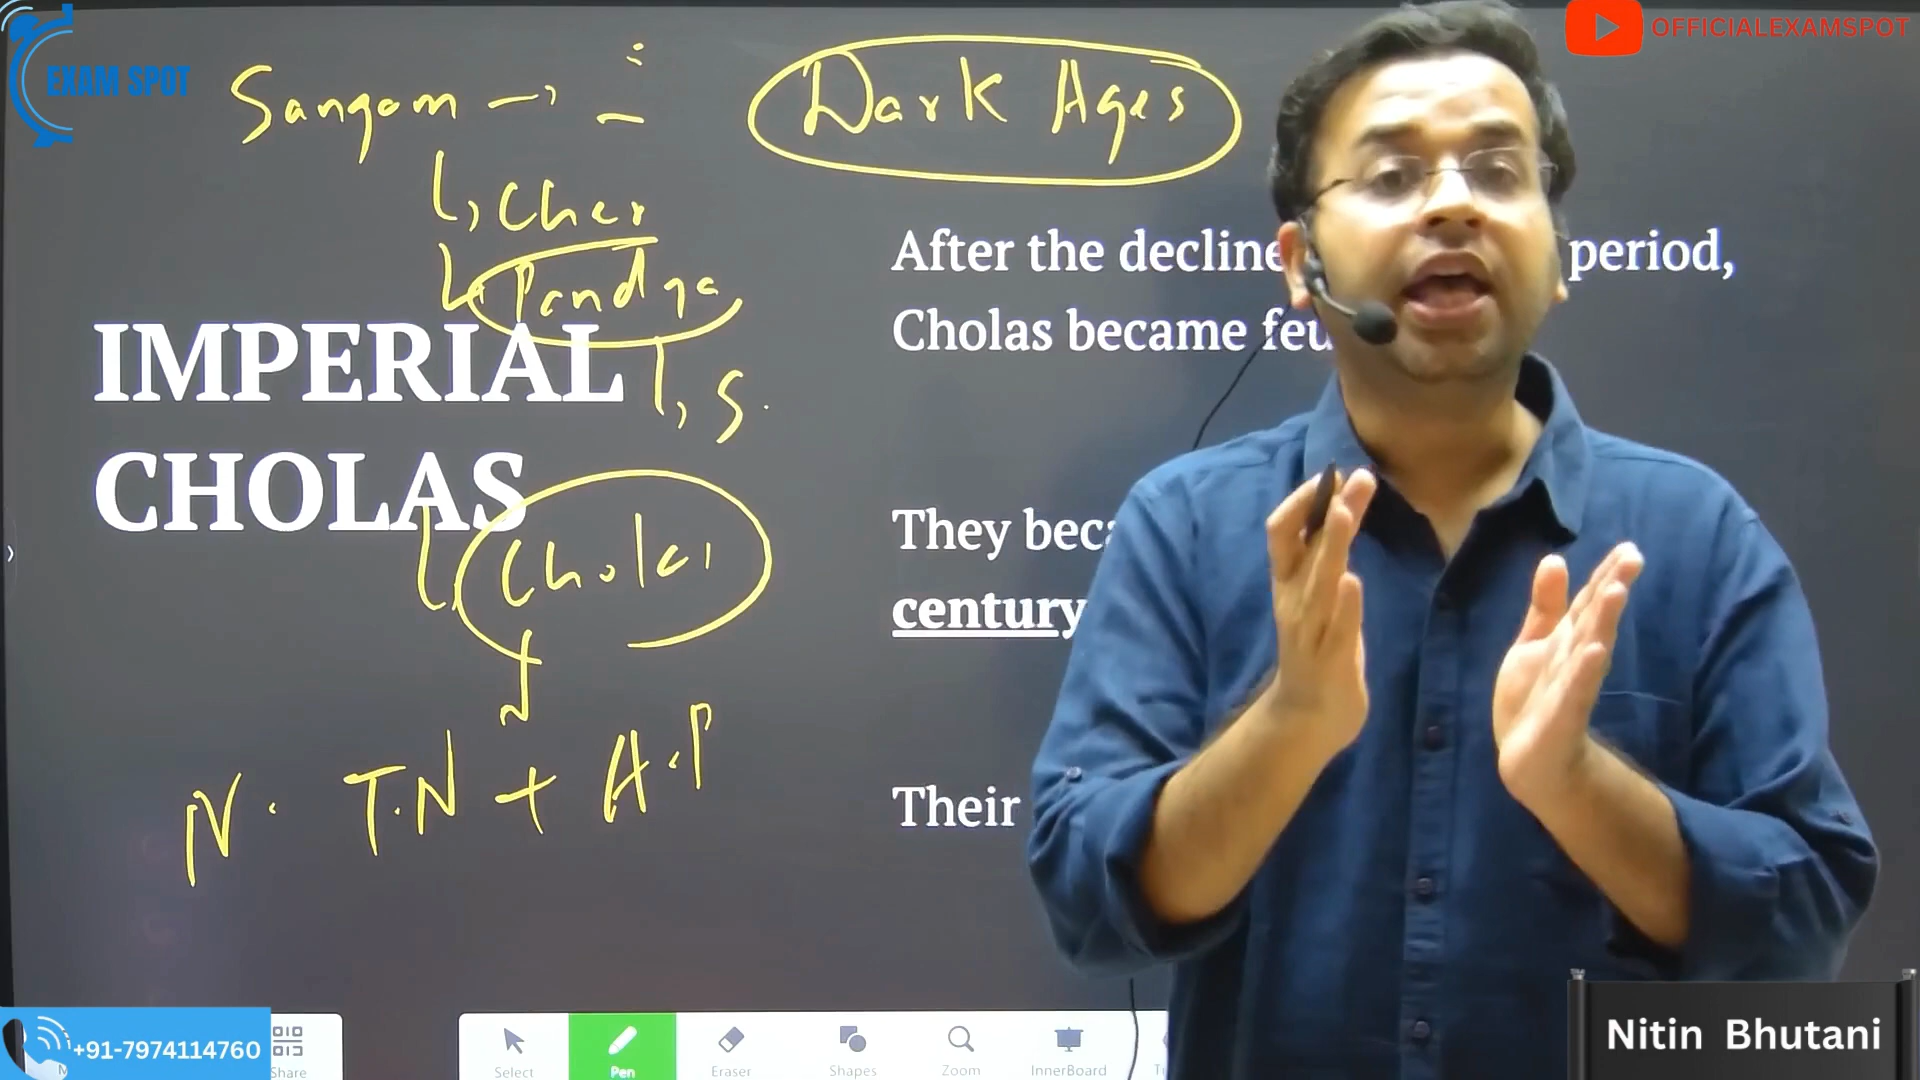 EXAM SPOT
OFFICIALEXAMSPOT
Sangam →
Dark Ages
Cher
Pandya
S.
Chola
N. T.N + A.P
IMPERIAL
CHOLAS
After the decline period,
Cholas became feu
They beca
century
Their
+91-7974114760
Share
Select
Pen
Eraser
Shapes
Zoom
InnerBoard
Nitin Bhutani